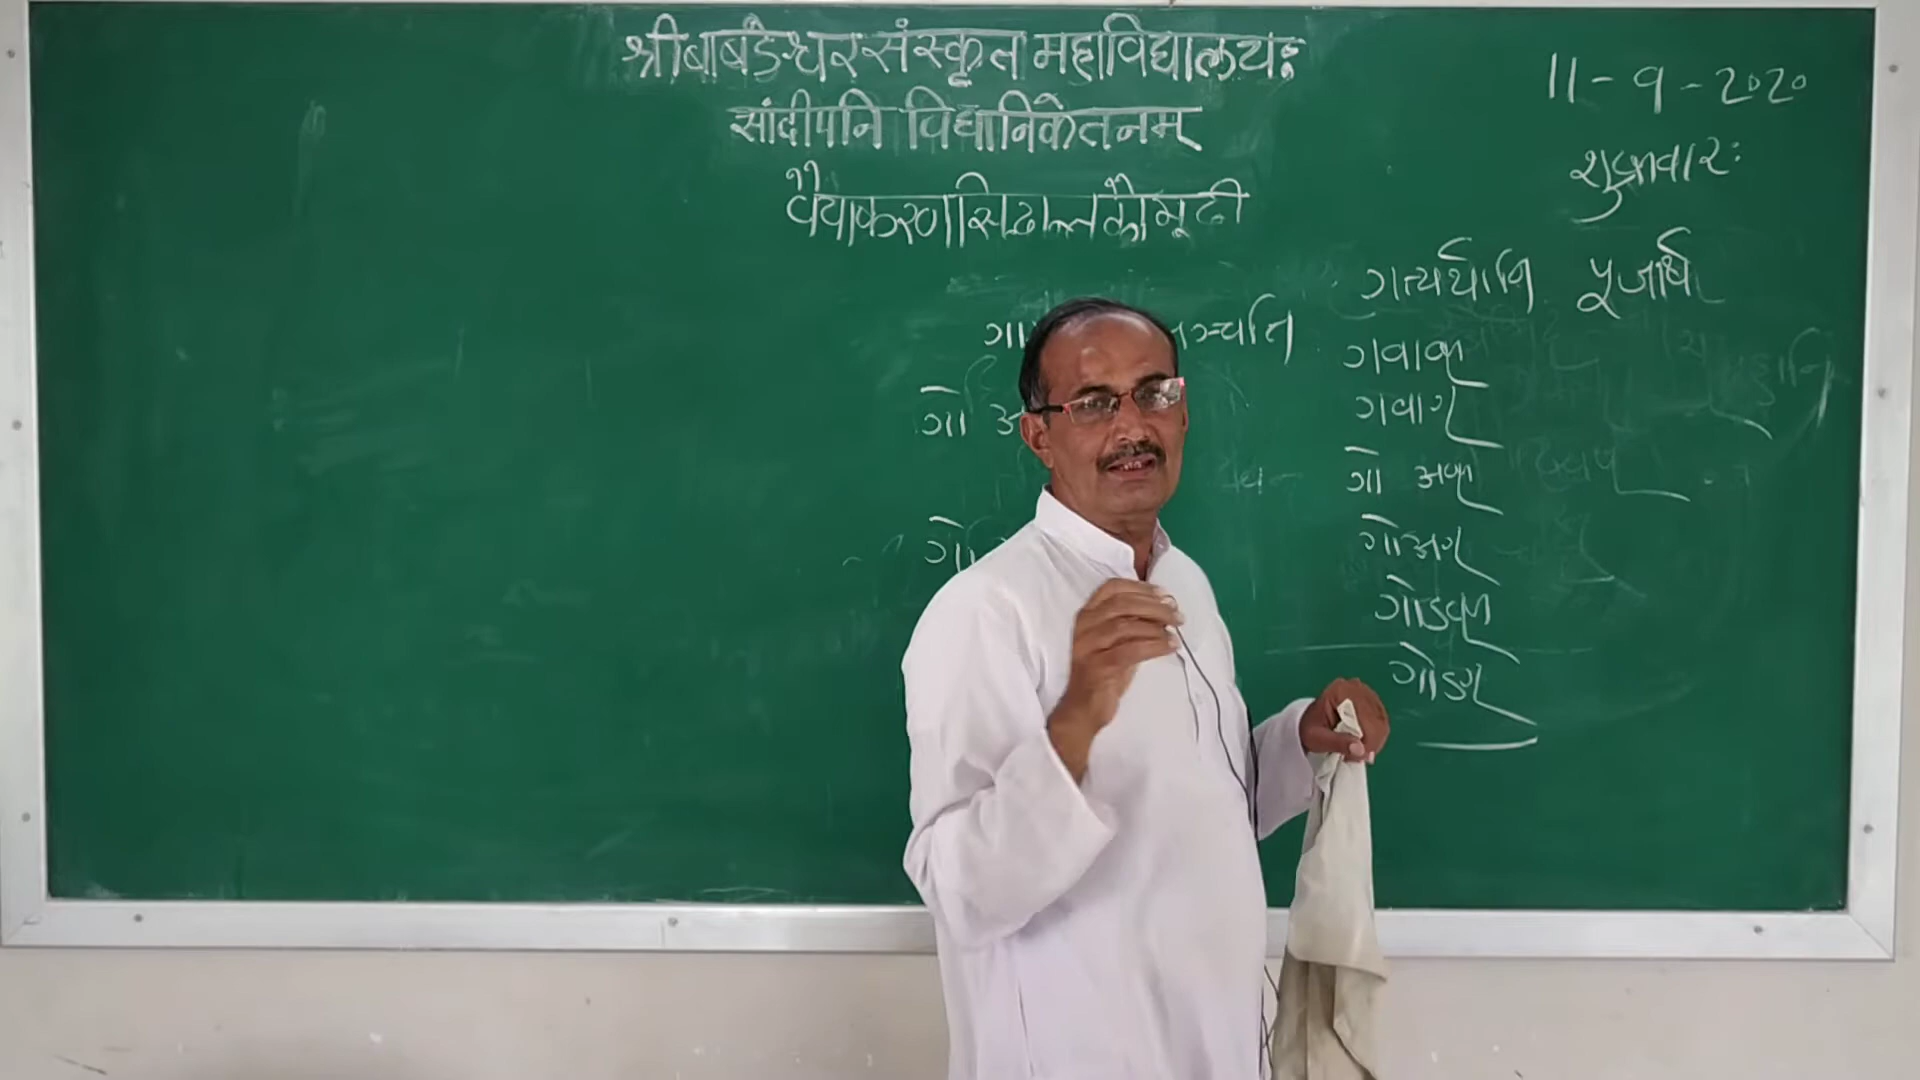 श्रीबाबडेश्वर संस्कृत महाविद्यालयः
सांदीपनि विद्यानिकेतनम्
वैयाकरणसिद्धान्तकौमूदी
11-9-2020
शुक्रवारः
गत्यर्थानि पूजार्थ
गवाक्
गवाग्
गो अक्
गोअग्
गोऽक्
गोऽग्
गो
गो